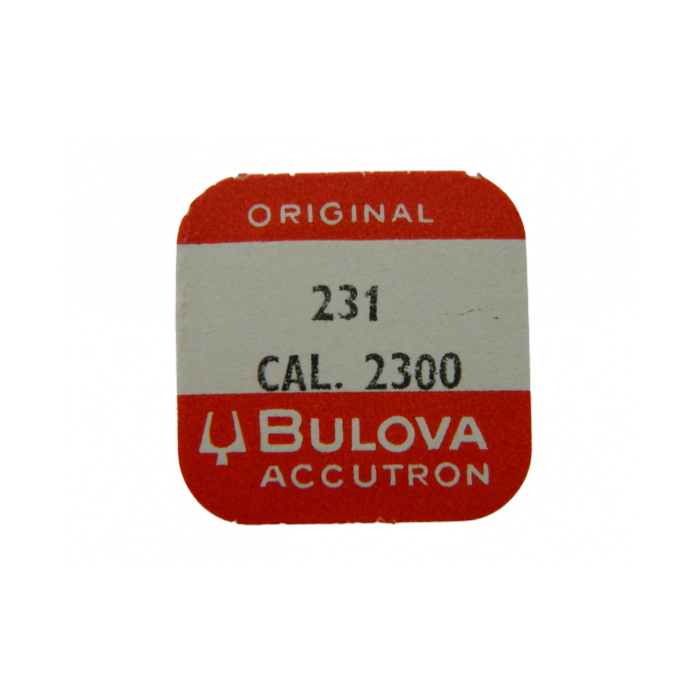 ORIGINAL
231
CAL. 2300
BULOVA
ACCUTRON